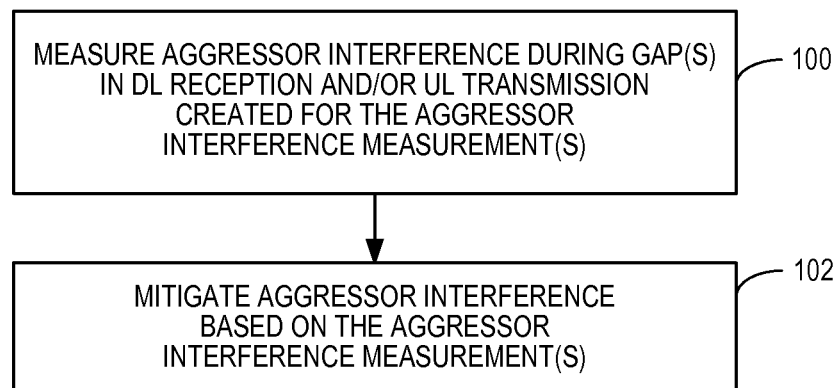 MEASURE AGGRESSOR INTERFERENCE DURING GAP(S)
IN DL RECEPTION AND/OR UL TRANSMISSION
CREATED FOR THE AGGRESSOR
INTERFERENCE MEASUREMENT(S)
100
MITIGATE AGGRESSOR INTERFERENCE
BASED ON THE AGGRESSOR
INTERFERENCE MEASUREMENT(S)
102